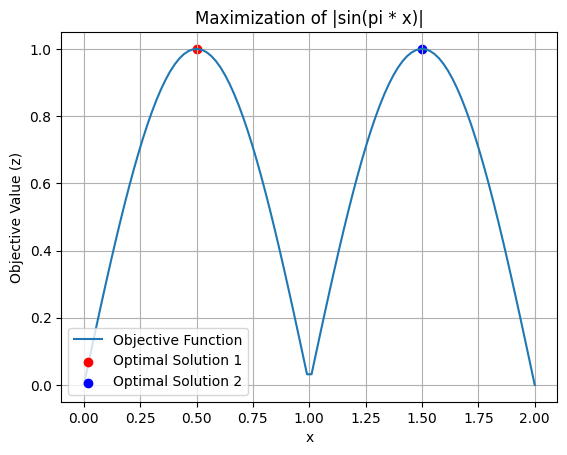 Maximization of |sin(pi * x)|
Objective Value (z)
1.0
0.8
0.6
0.4
0.2
0.0
Objective Function
Optimal Solution 1
Optimal Solution 2
0.00 0.25 0.50 0.75 1.00 1.25 1.50 1.75 2.00
x